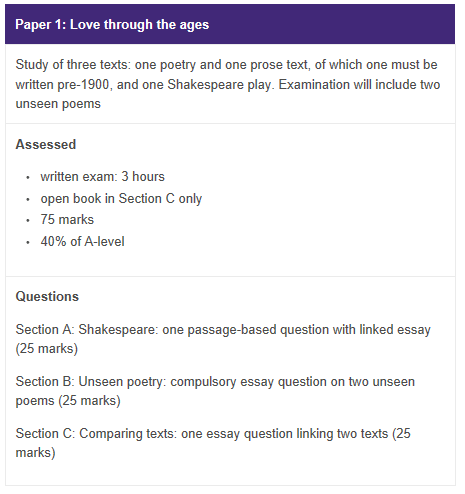 Paper 1: Love through the ages
Study of three texts: one poetry and one prose text, of which one must be
written pre-1900, and one Shakespeare play. Examination will include two
unseen poems
Assessed
• written exam: 3 hours
• open book in Section C only
• 75 marks
• 40% of A-level
Questions
Section A: Shakespeare: one passage-based question with linked essay
(25 marks)
Section B: Unseen poetry: compulsory essay question on two unseen
poems (25 marks)
Section C: Comparing texts: one essay question linking two texts (25
marks)